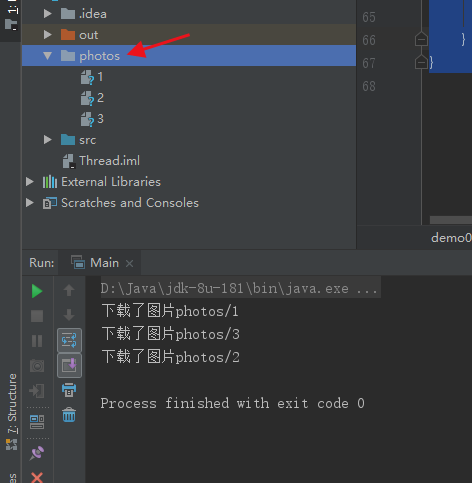 1:
.idea
out
photos
1
2
3
src
Thread.iml
External Libraries
Scratches and Consoles
65
66
}
67
}
68
demo0
Run:
Main
D:\Java\jdk-8u-181\bin\java.exe ...
下载了图片photos/1
下载了图片photos/3
下载了图片photos/2
Process finished with exit code 0
7: Structure